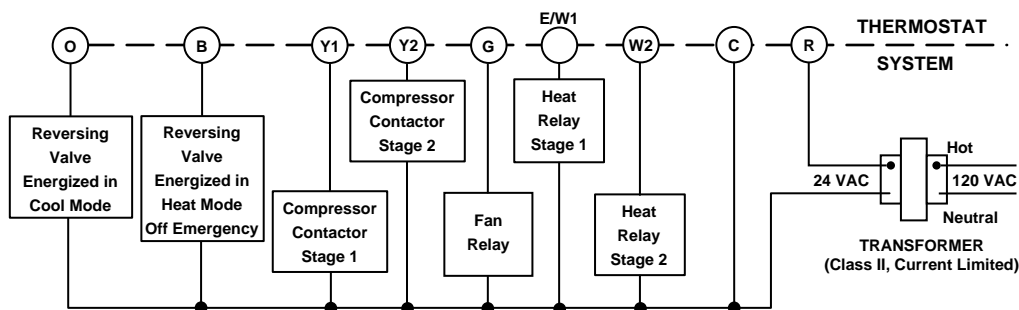 E/W1
O B Y1 Y2 G W2 C R
THERMOSTAT
SYSTEM
Reversing
Valve
Energized in
Cool Mode
Reversing
Valve
Energized in
Heat Mode
Off Emergency
Compressor
Contactor
Stage 1
Compressor
Contactor
Stage 2
Fan
Relay
Heat
Relay
Stage 1
Heat
Relay
Stage 2
Hot
24 VAC
120 VAC
Neutral
TRANSFORMER
(Class II, Current Limited)